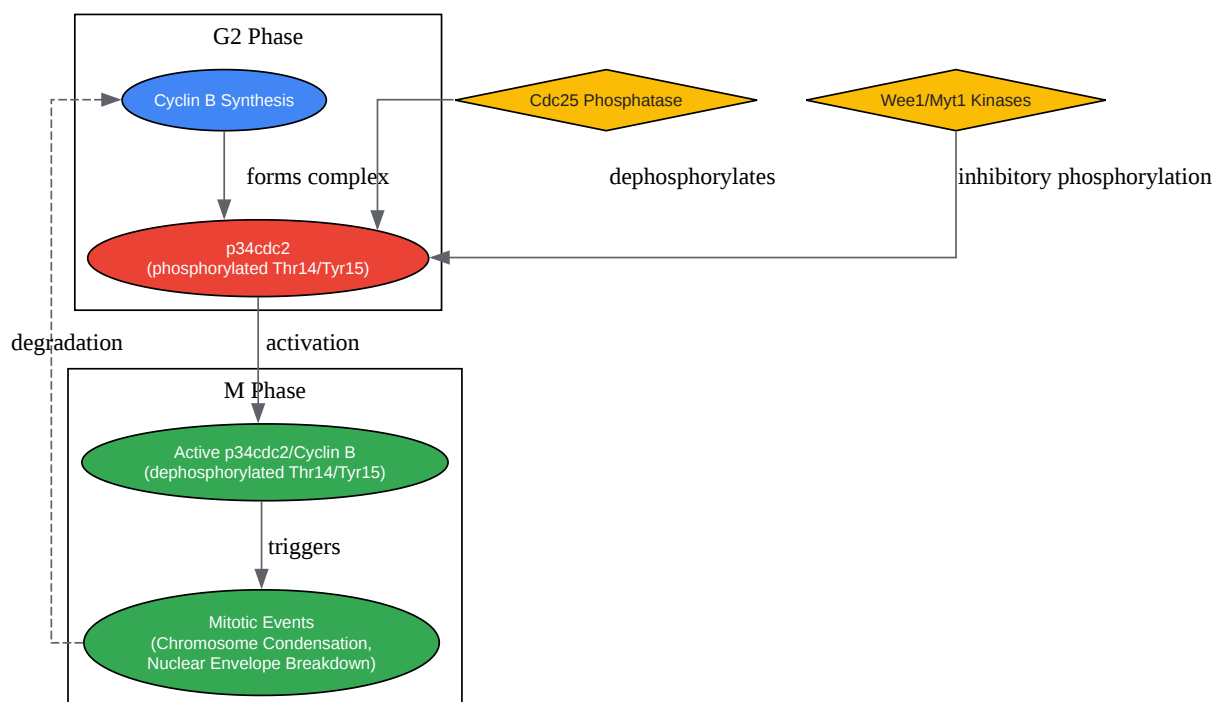 G2 Phase
Cyclin B Synthesis
Cdc25 Phosphatase
Wee1/Myt1 Kinases
forms complex
dephosphorylates
inhibitory phosphorylation
p34cdc2
(phosphorylated Thr14/Tyr15)
degradation
activation
M Phase
Active p34cdc2/Cyclin B
(dephosphorylated Thr14/Tyr15)
triggers
Mitotic Events
(Chromosome Condensation,
Nuclear Envelope Breakdown)